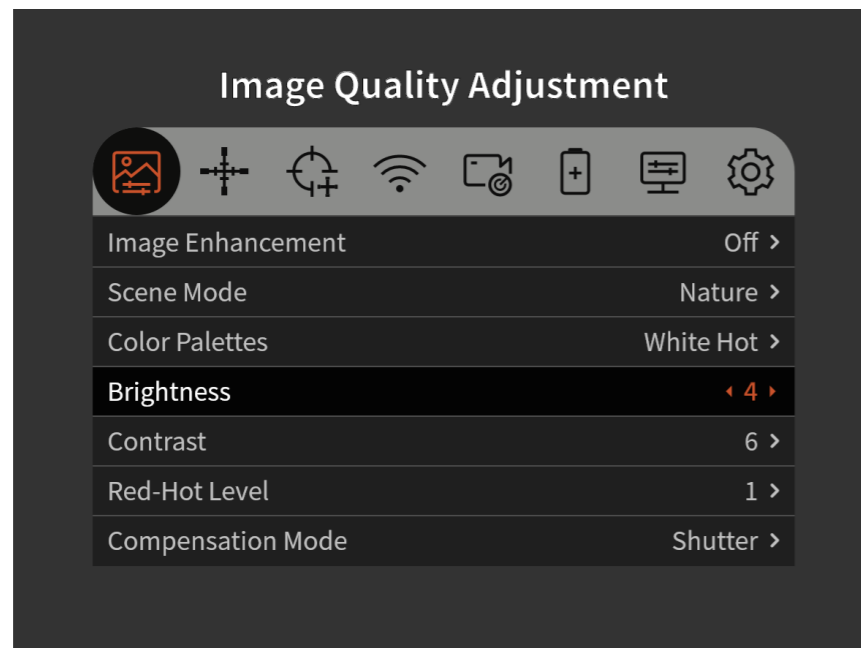 Image Quality Adjustment
Image Enhancement Off
Scene Mode Nature
Color Palettes White Hot
Brightness 4
Contrast 6
Red-Hot Level 1
Compensation Mode Shutter